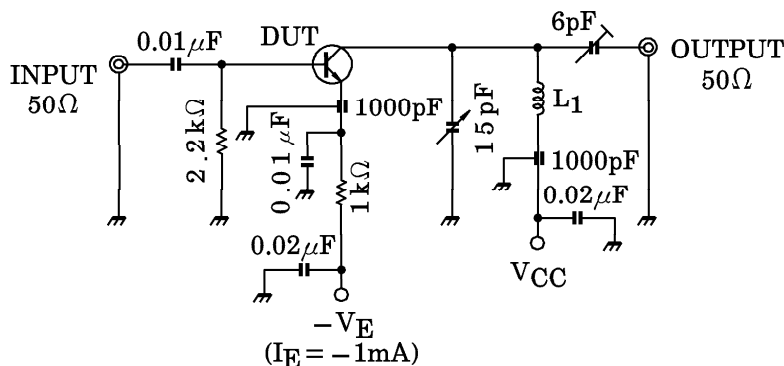 6pF
0.01μF
DUT
OUTPUT
50Ω
INPUT
50Ω
L1
1000pF
15pF
2.2kΩ
0.01μF
1kΩ
1000pF
0.02μF
0.02μF
VCC
−VE
(IE = −1mA)